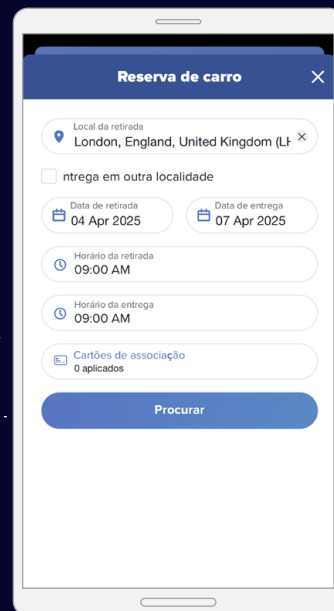 Reserva de carro
Local da retirada
London, England, United Kingdom (LH
ntrega em outra localidade
Data de retirada
04 Apr 2025
Data de entrega
07 Apr 2025
Horário da retirada
09:00 AM
Horário da entrega
09:00 AM
Cartões de associação
0 aplicados
Procurar